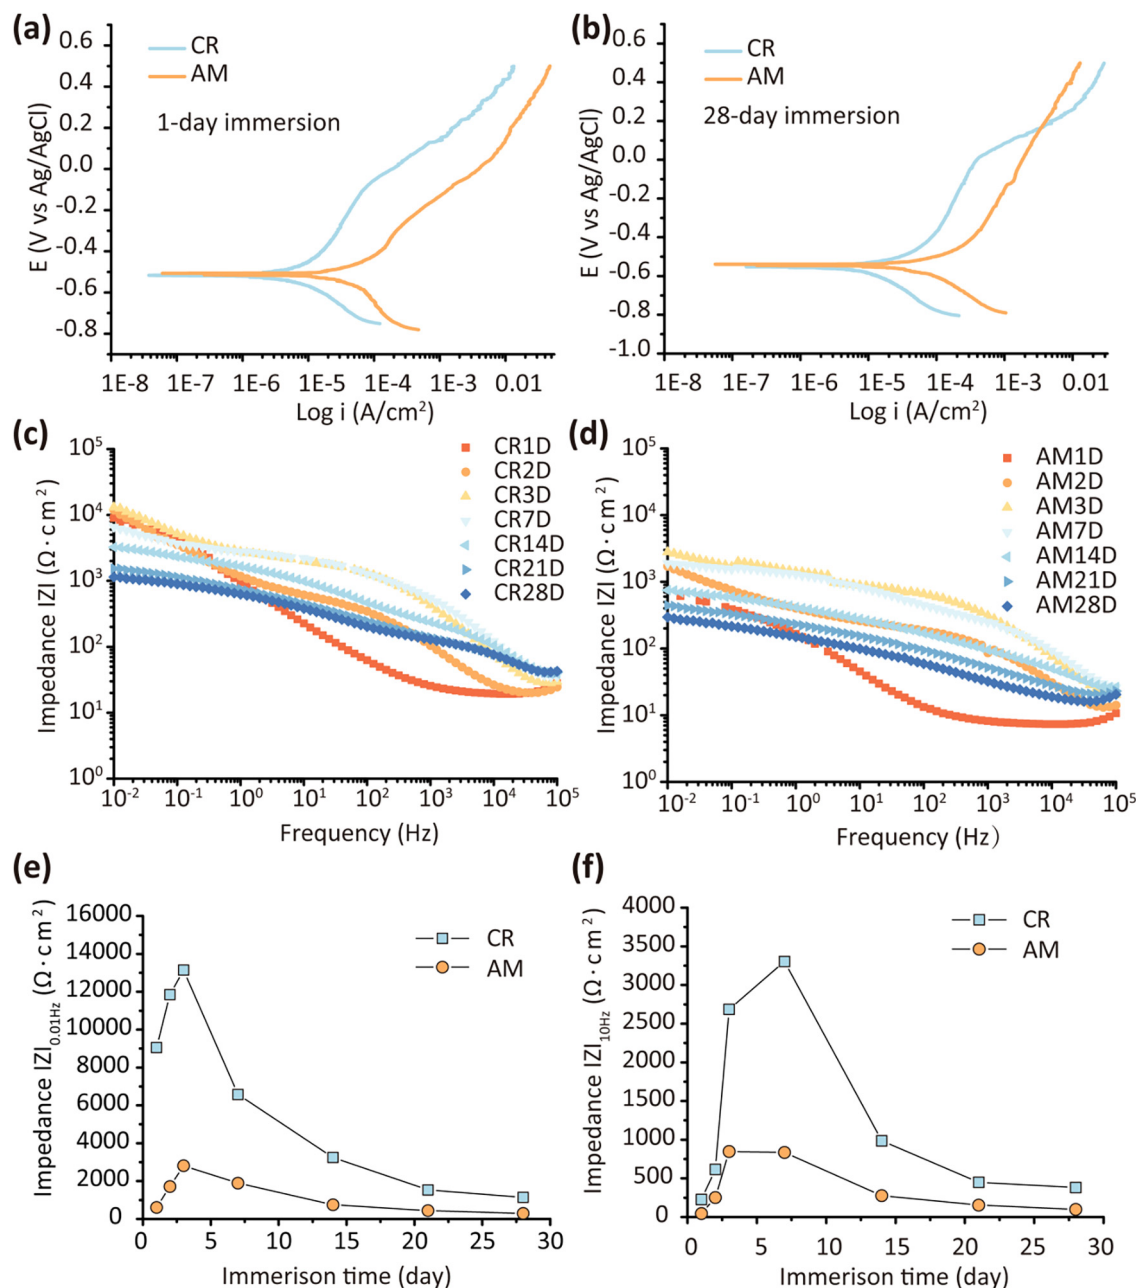 (a)
0.6
0.4
0.2
0.0
-0.2
-0.4
-0.6
-0.8
E (V vs Ag/AgCl)
CR
AM
1-day immersion
1E-8 1E-7 1E-6 1E-5 1E-4 1E-3 0.01
Log i (A/cm²)
(b)
0.6
0.4
0.2
0.0
-0.2
-0.4
-0.6
-0.8
-1.0
E (V vs Ag/AgCl)
CR
AM
28-day immersion
1E-8 1E-7 1E-6 1E-5 1E-4 1E-3 0.01
Log i (A/cm²)
(c)
10⁵
10⁴
10³
10²
10¹
10⁰
Impedance IZI (Ω·cm²)
CR1D
CR2D
CR3D
CR7D
CR14D
CR21D
CR28D
10⁻² 10⁻¹ 10⁰ 10¹ 10² 10³ 10⁴ 10⁵
Frequency (Hz)
(d)
10⁵
10⁴
10³
10²
10¹
10⁰
Impedance IZI (Ω·cm²)
AM1D
AM2D
AM3D
AM7D
AM14D
AM21D
AM28D
10⁻² 10⁻¹ 10⁰ 10¹ 10² 10³ 10⁴ 10⁵
Frequency (Hz)
(e)
16000
14000
12000
10000
8000
6000
4000
2000
0
Impedance IZI0.01Hz (Ω·cm²)
CR
AM
0 5 10 15 20 25 30
Immerison time (day)
(f)
4000
3500
3000
2500
2000
1500
1000
500
0
Impedance IZI10Hz (Ω·cm²)
CR
AM
0 5 10 15 20 25 30
Immersion time (day)